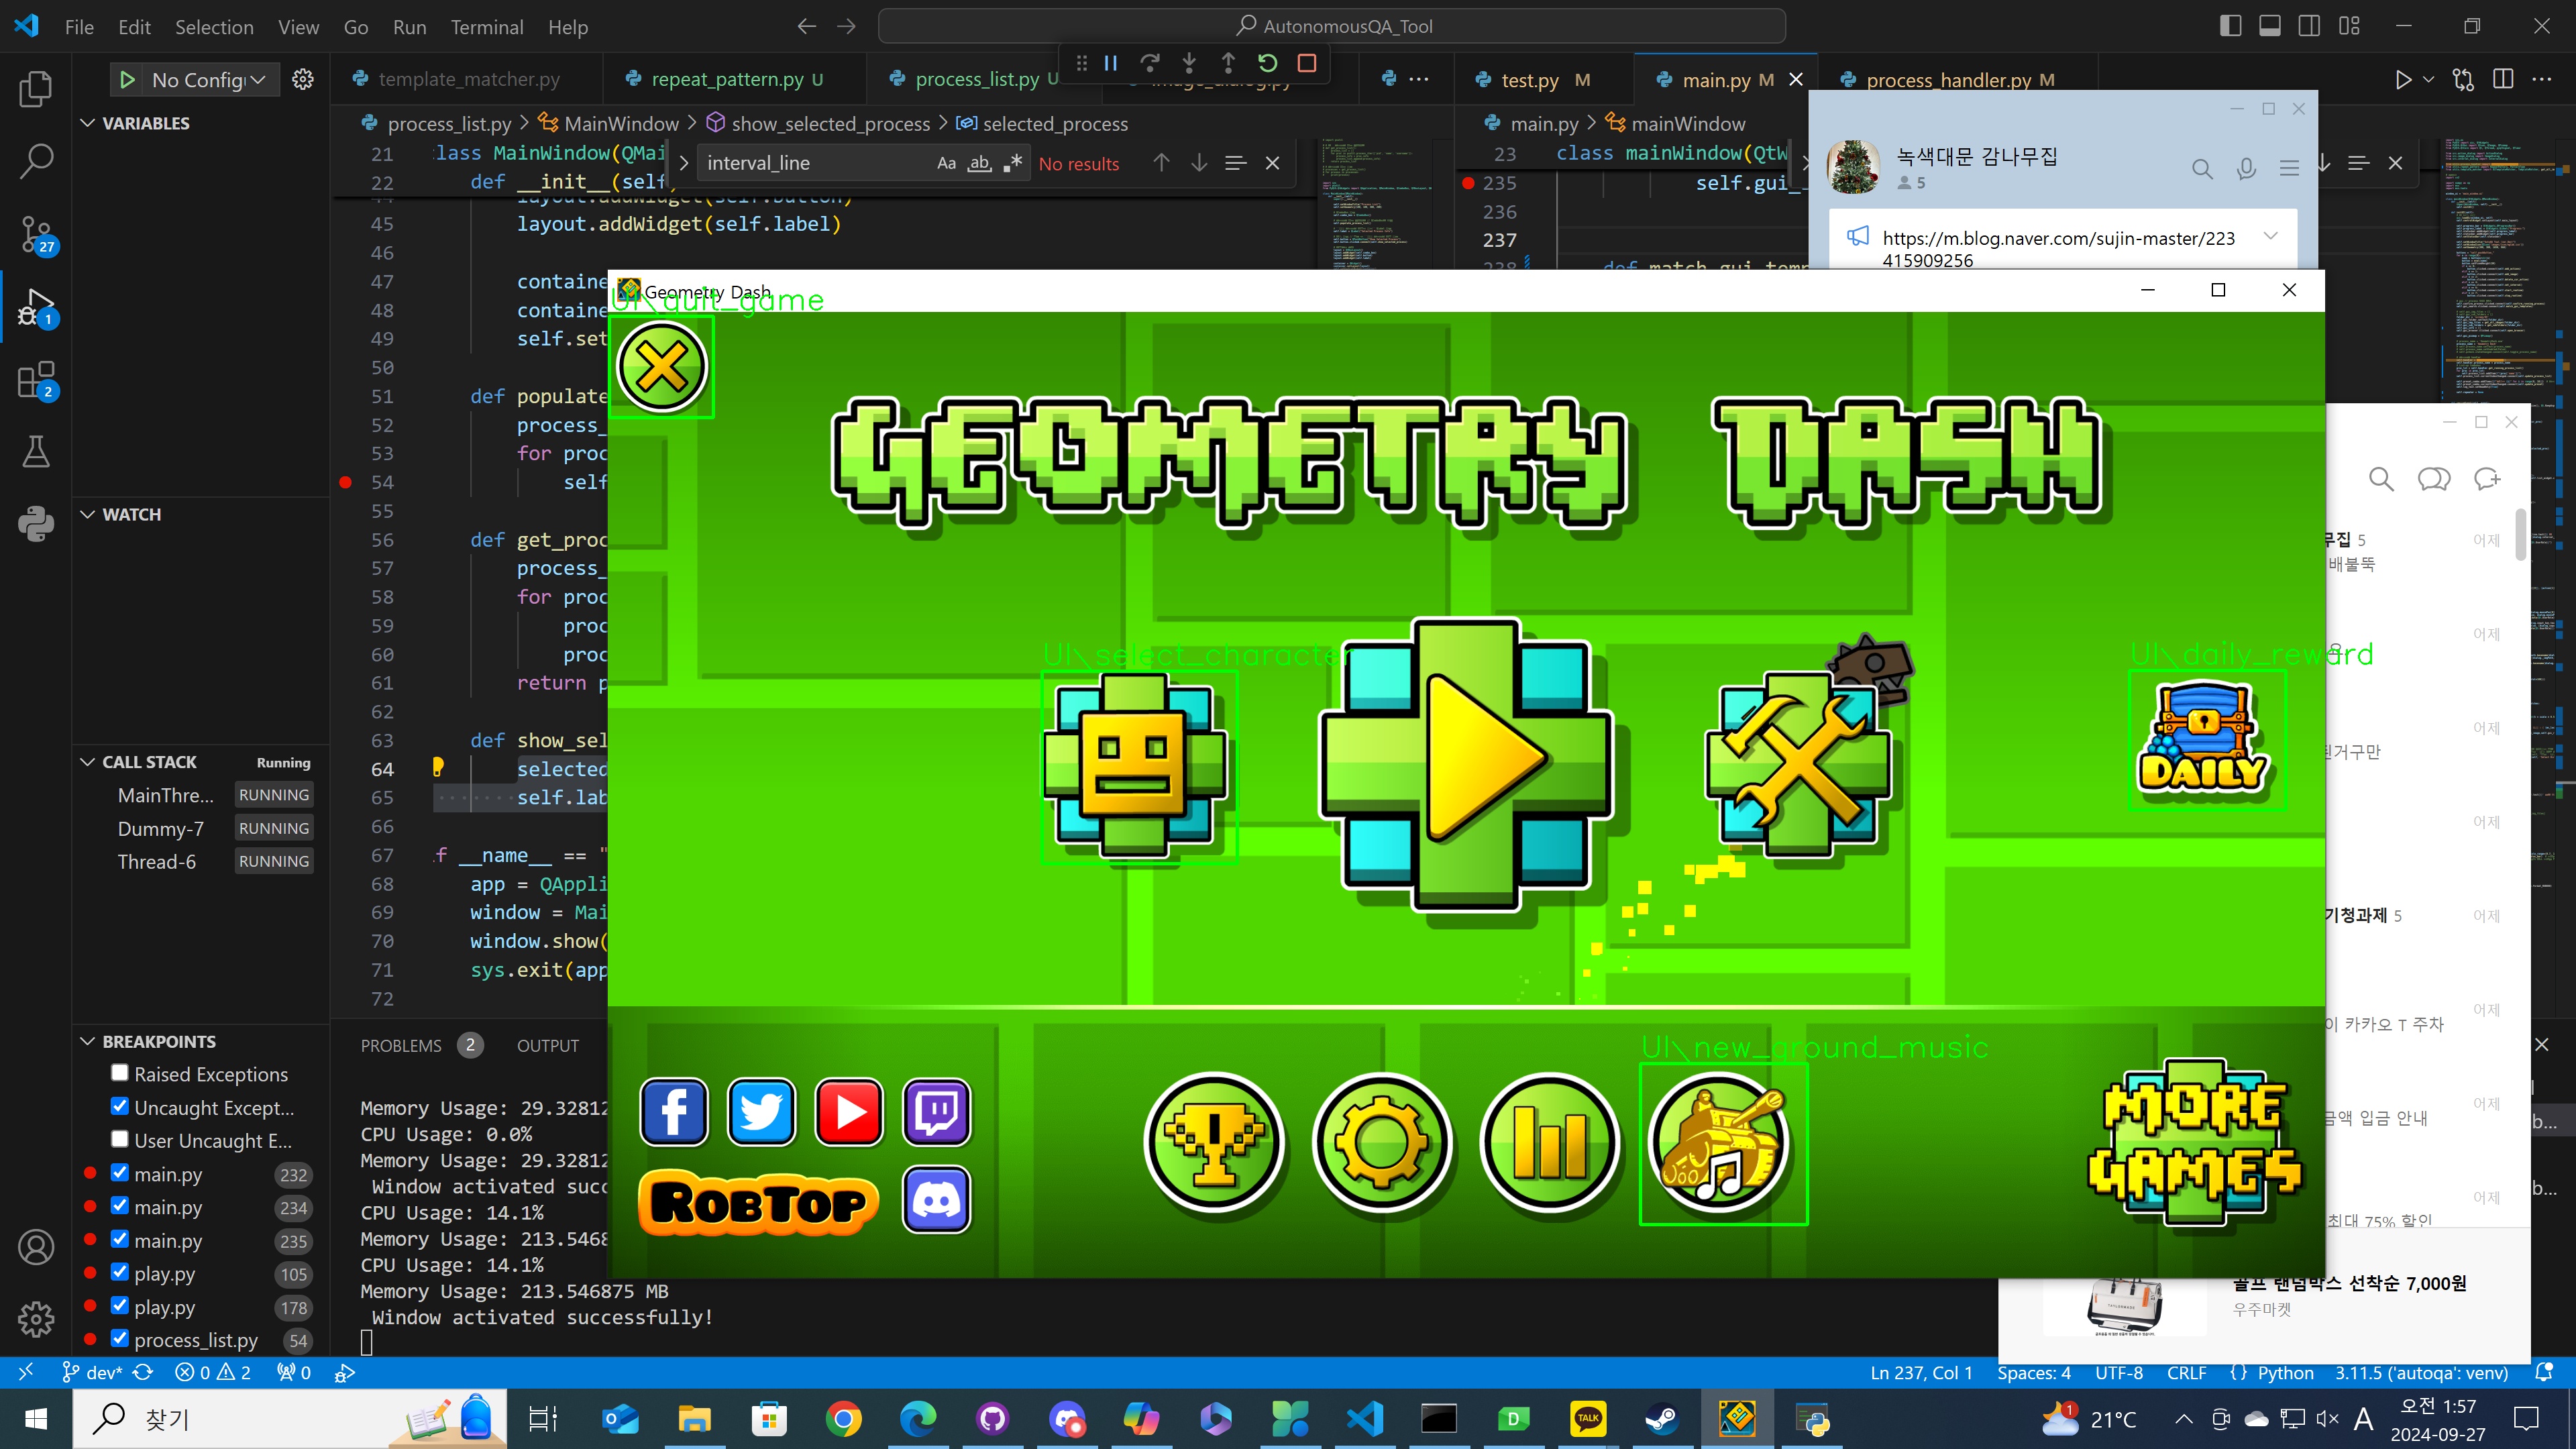 File Edit Selection View Go Run Terminal Help
AutonomousQA_Tool
No Config
template_matcher.py
repeat_pattern.py U
process_list.py U
test.py M
main.py M
process_handler.py M
VARIABLES
process_list.py > MainWindow > show_selected_process > selected_process
main.py > mainWindow
interval_line
Aa ab
No results
21 class MainWindow(QMai
22 def __init__(self
45 layout.addWidget(self.label)
46
47 containe
48 containe
49 self.set
50
51 def populate
52 process_
53 for proc
54 self
55
56 def get_proc
57 process_
58 for proc
59 proc
60 proc
61 return p
62
63 def show_sel
64 selected
65 self.lab
66
67 if __name__ == "
68 app = QAppli
69 window = Mai
70 window.show(
71 sys.exit(app
72
23 class mainWindow(QtW
235 self.gui_
236
237
238 def match_gui_temp
녹색대문 감나무집
5
https://m.blog.naver.com/sujin-master/223
415909256
Geometry Dash
UI\quit_game
GEOMETRY DASH
UI\select_character
UI\daily_reward
DAILY
UI\new_ground_music
ROBTOP
MORE
GAMES
무집 5
어제
배불뚝
어제
어제
된거구만
어제
기청과제 5
어제
어제
이 카카오 T 주차
어제
금액 입금 안내
어제
최대 75% 할인
골프 랜덤박스 선착순 7,000원
우주마켓
WATCH
CALL STACK Running
MainThre... RUNNING
Dummy-7 RUNNING
Thread-6 RUNNING
BREAKPOINTS
Raised Exceptions
Uncaught Except...
User Uncaught E...
main.py 232
main.py 234
main.py 235
play.py 105
play.py 178
process_list.py 54
27
1
2
PROBLEMS 2 OUTPUT
Memory Usage: 29.32812
CPU Usage: 0.0%
Memory Usage: 29.32812
Window activated succ
CPU Usage: 14.1%
Memory Usage: 213.5468
CPU Usage: 14.1%
Memory Usage: 213.546875 MB
Window activated successfully!
b...
b...
dev* 0 2 0
Ln 237, Col 1 Spaces: 4 UTF-8 CRLF {} Python 3.11.5 ('autoqa': venv)
찾기
TALK
1
21°C
A
오전 1:57
2024-09-27